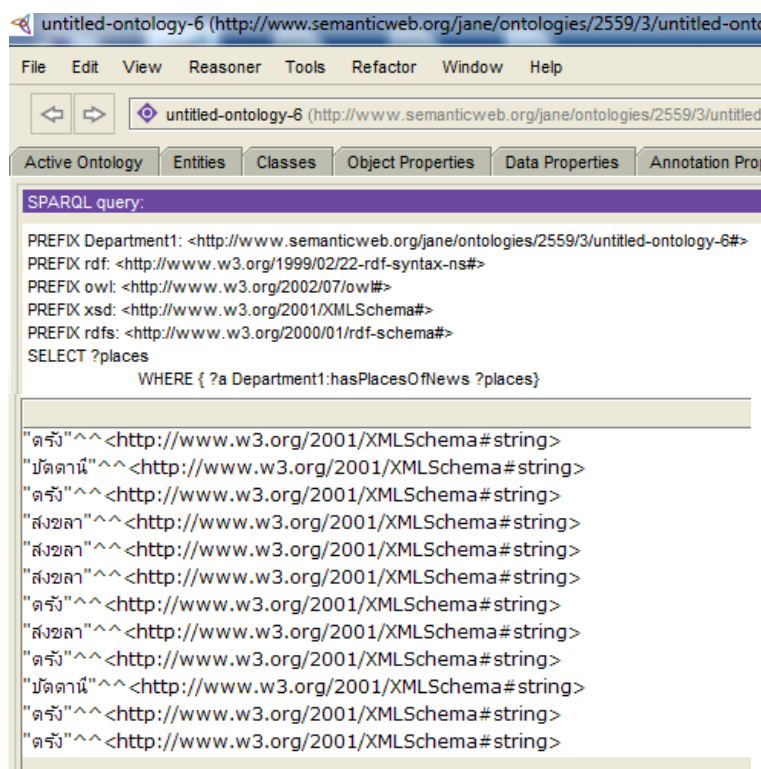 untitled-ontology-6 (http://www.semanticweb.org/jane/ontologies/2559/3/untitled-onto
File Edit View Reasoner Tools Refactor Window Help
untitled-ontology-6 (http://www.semanticweb.org/jane/ontologies/2559/3/untitled
Active Ontology Entities Classes Object Properties Data Properties Annotation Pro
SPARQL query:
PREFIX Department1: <http://www.semanticweb.org/jane/ontologies/2559/3/untitled-ontology-6#>
PREFIX rdf: <http://www.w3.org/1999/02/22-rdf-syntax-ns#>
PREFIX owl: <http://www.w3.org/2002/07/owl#>
PREFIX xsd: <http://www.w3.org/2001/XMLSchema#>
PREFIX rdfs: <http://www.w3.org/2000/01/rdf-schema#>
SELECT ?places
WHERE { ?a Department1:hasPlacesOfNews ?places}
"ตรัง"^^<http://www.w3.org/2001/XMLSchema#string>
"ปัตตานี"^^<http://www.w3.org/2001/XMLSchema#string>
"ตรัง"^^<http://www.w3.org/2001/XMLSchema#string>
"สงขลา"^^<http://www.w3.org/2001/XMLSchema#string>
"สงขลา"^^<http://www.w3.org/2001/XMLSchema#string>
"สงขลา"^^<http://www.w3.org/2001/XMLSchema#string>
"ตรัง"^^<http://www.w3.org/2001/XMLSchema#string>
"สงขลา"^^<http://www.w3.org/2001/XMLSchema#string>
"ตรัง"^^<http://www.w3.org/2001/XMLSchema#string>
"ปัตตานี"^^<http://www.w3.org/2001/XMLSchema#string>
"ตรัง"^^<http://www.w3.org/2001/XMLSchema#string>
"ตรัง"^^<http://www.w3.org/2001/XMLSchema#string>